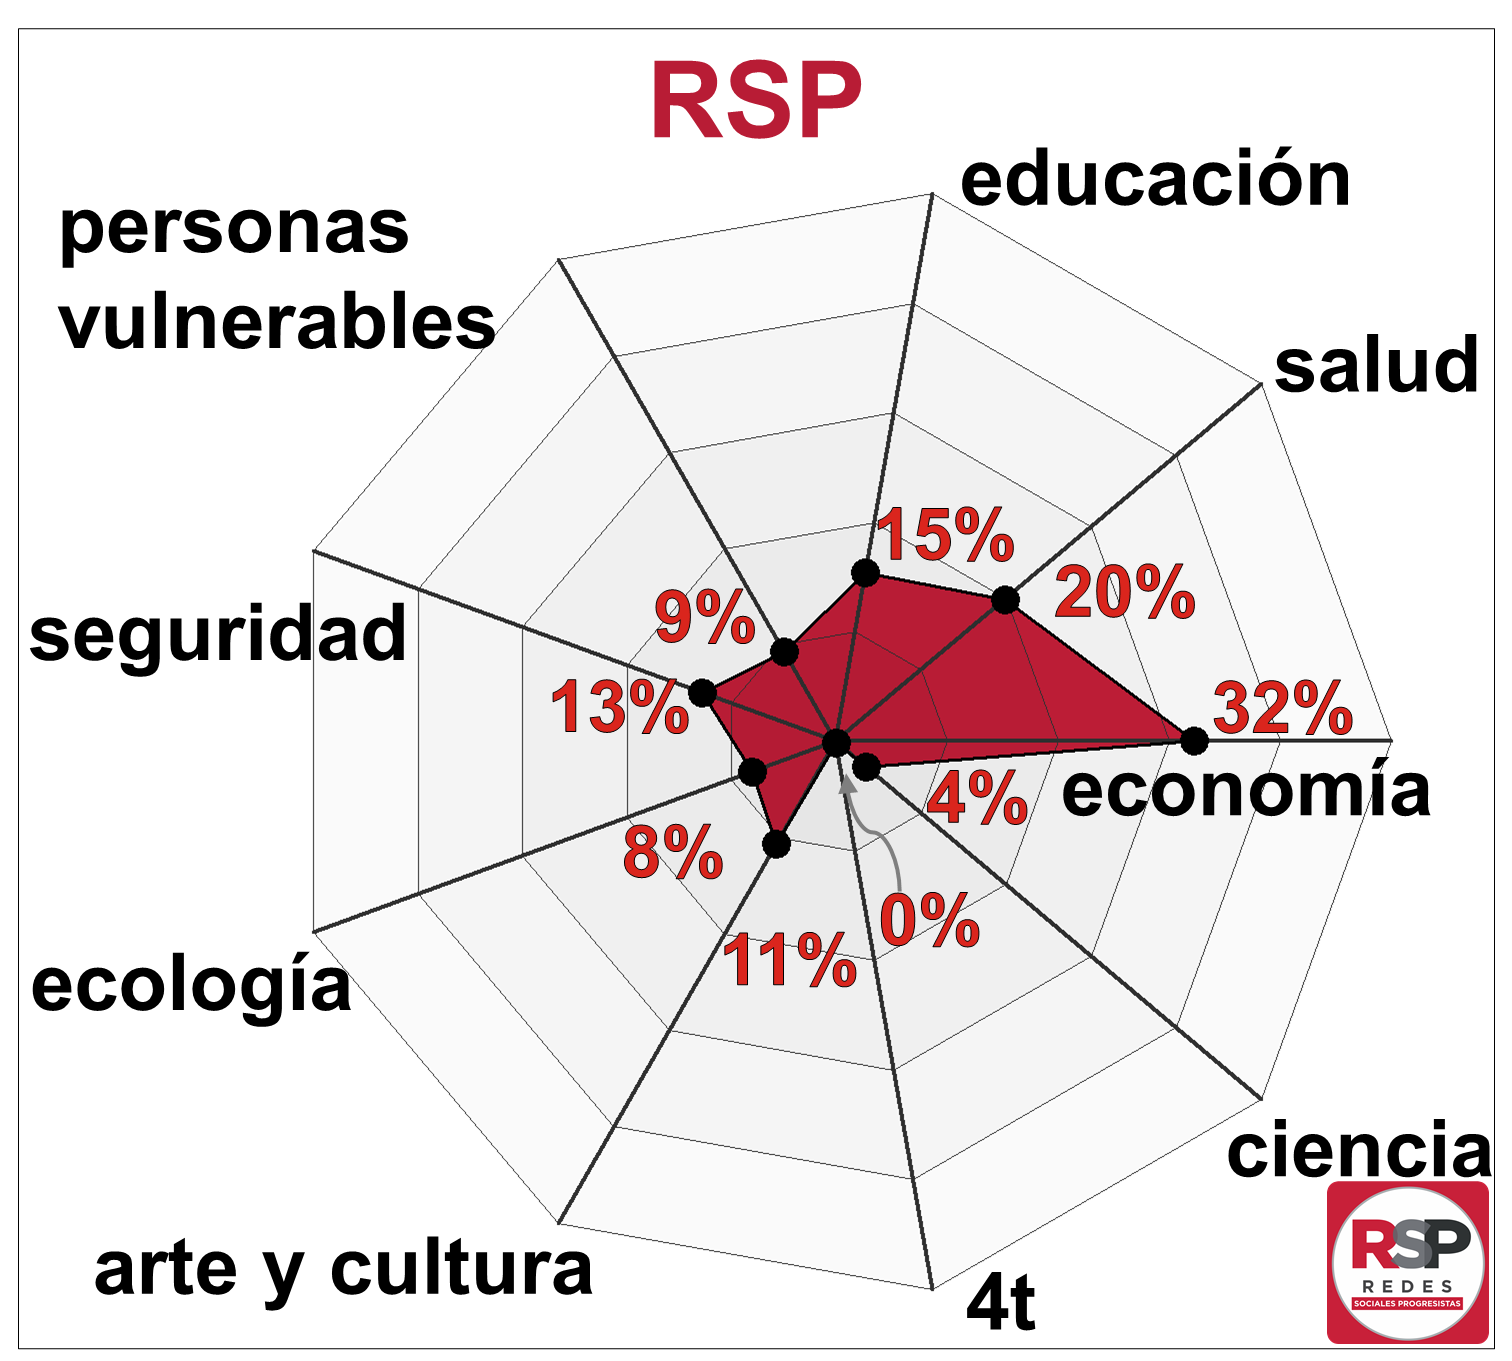 RSP
educación
personas
vulnerables
salud
15%
20%
9%
seguridad
13%
32%
4%
economía
8%
0%
11%
ecología
ciencia
arte y cultura
4t
RSP
REDES
SOCIALES PROGRESISTAS